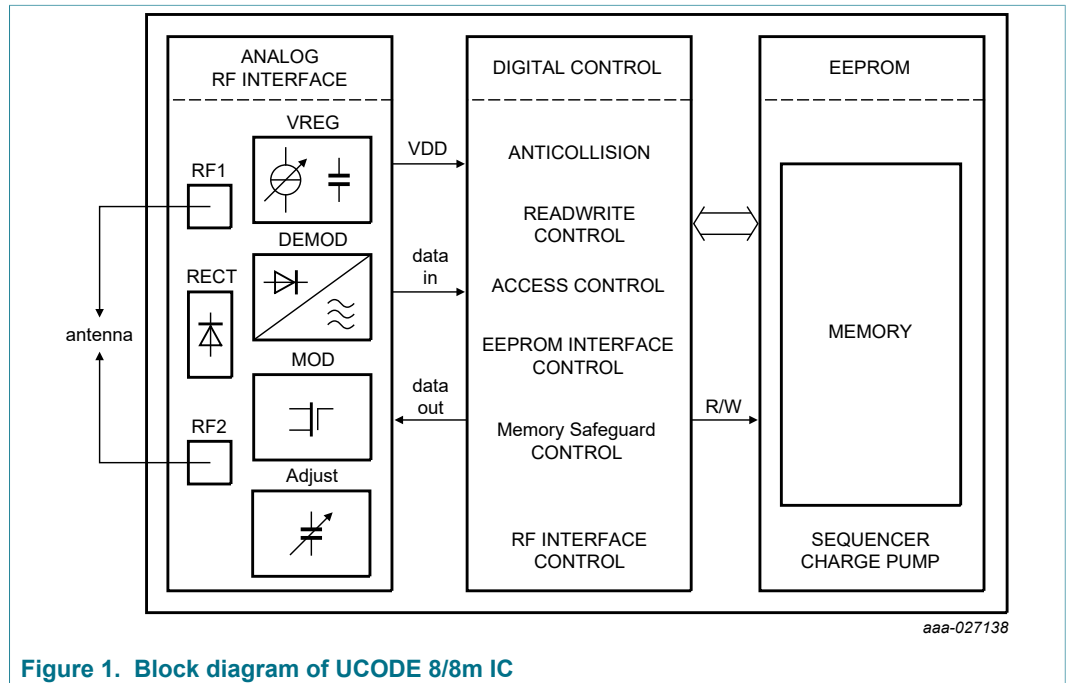 ANALOG
RF INTERFACE
VREG
RF1
DEMOD
RECT
antenna
MOD
RF2
Adjust
VDD
data
in
data
out
DIGITAL CONTROL
ANTICOLLISION
READWRITE
CONTROL
ACCESS CONTROL
EEPROM INTERFACE
CONTROL
Memory Safeguard
CONTROL
RF INTERFACE
CONTROL
R/W
EEPROM
MEMORY
SEQUENCER
CHARGE PUMP
aaa-027138
Figure 1. Block diagram of UCODE 8/8m IC